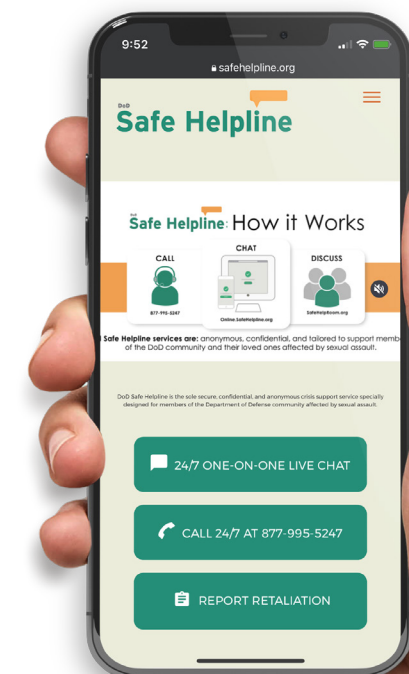 9:52
safehelpline.org
DoD
Safe Helpline
DoD
Safe Helpline: How it Works
CALL
CHAT
DISCUSS
877-995-5247
Online.SafeHelpline.org
SafeHelpRoom.org
Safe Helpline services are: anonymous, confidential, and tailored to support memb
of the DoD community and their loved ones affected by sexual assault.
DoD Safe Helpline is the sole secure, confidential, and anonymous crisis support service specially
designed for members of the Department of Defense community affected by sexual assault.
24/7 ONE-ON-ONE LIVE CHAT
CALL 24/7 AT 877-995-5247
REPORT RETALIATION